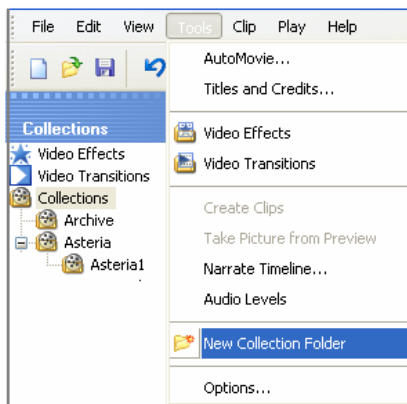 File Edit View Tools Clip Play Help
AutoMovie...
Titles and Credits...
Video Effects
Video Transitions
Create Clips
Take Picture from Preview
Narrate Timeline...
Audio Levels
New Collection Folder
Options...
Collections
Video Effects
Video Transitions
Collections
Archive
Asteria
Asteria1